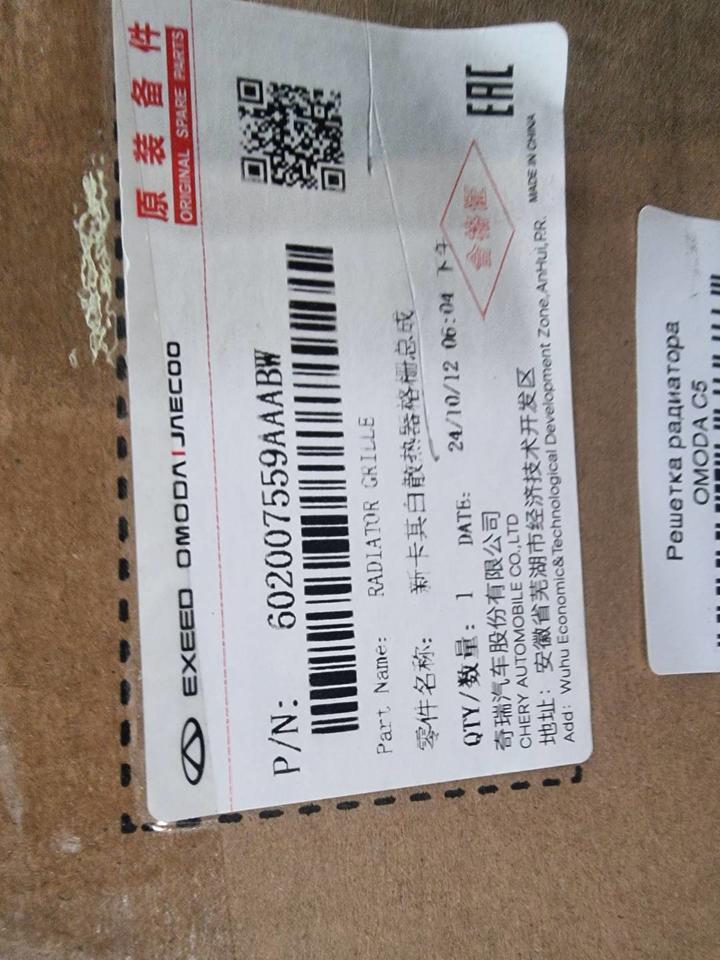 原装备件
ORIGINAL SPARE PARTS
EXEED OMODA|JAECOO
P/N: 602007559AAABW
Part Name: RADIATOR GRILLE
零件名称: 新卡其白散热器格栅总成
QTY/数量: 1 DATE: 24/10/12 06:04 下午
合格证
EAC
奇瑞汽车股份有限公司
CHERY AUTOMOBILE CO.,LTD
地址: 安徽省芜湖市经济技术开发区
Add: Wuhu Economic&Technological Development Zone,AnHui,P.R.
MADE IN CHINA
Решетка радиатора
OMODA C5